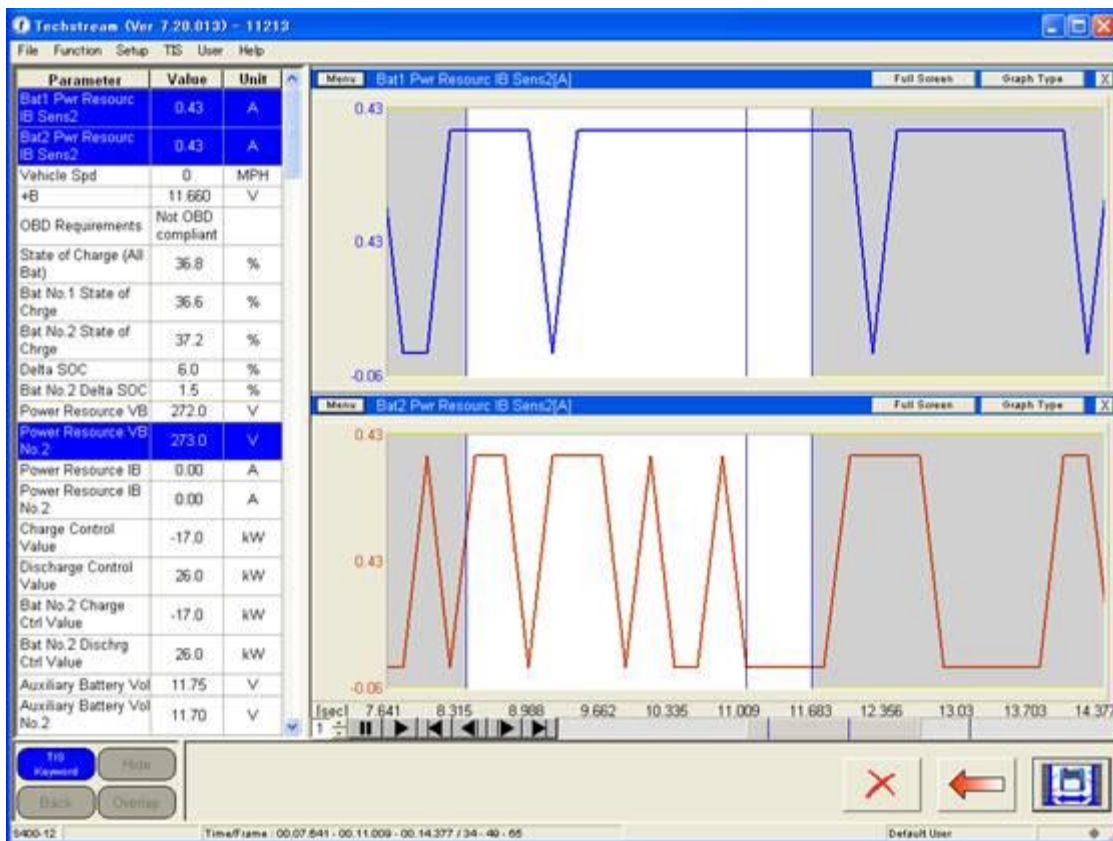 Techstream (Ver 7.20.013) - 11213
File Function Setup TIS User Help
Parameter Value Unit
Bat1 Pwr Resourc
IB Sens2 0.43 A
Bat2 Pwr Resourc
IB Sens2 0.43 A
Vehicle Spd 0 MPH
+B 11.660 V
OBD Requirements Not OBD
compliant
State of Charge (All
Bat) 36.8 %
Bat No.1 State of
Chrge 36.6 %
Bat No.2 State of
Chrge 37.2 %
Delta SOC 6.0 %
Bat No.2 Delta SOC 1.5 %
Power Resource VB 272.0 V
Power Resource VB
No.2 273.0 V
Power Resource IB 0.00 A
Power Resource IB
No.2 0.00 A
Charge Control
Value -17.0 kW
Discharge Control
Value 26.0 kW
Bat No.2 Charge
Ctrl Value -17.0 kW
Bat No.2 Dischrg
Ctrl Value 26.0 kW
Auxiliary Battery Vol 11.75 V
Auxiliary Battery Vol
No.2 11.70 V
Menu Bat1 Pwr Resourc IB Sens2[A] Full Screen Graph Type X
0.43
0.43
-0.06
Menu Bat2 Pwr Resourc IB Sens2[A] Full Screen Graph Type X
0.43
0.43
-0.06
[sec] 7.641 8.315 8.988 9.662 10.335 11.009 11.683 12.356 13.03 13.703 14.377
1
TIS
Keyword Hide
Back Overlap
S400-12 Time/Frame : 00.07.641 - 00.11.009 - 00.14.377 / 34 - 49 - 65 Default User